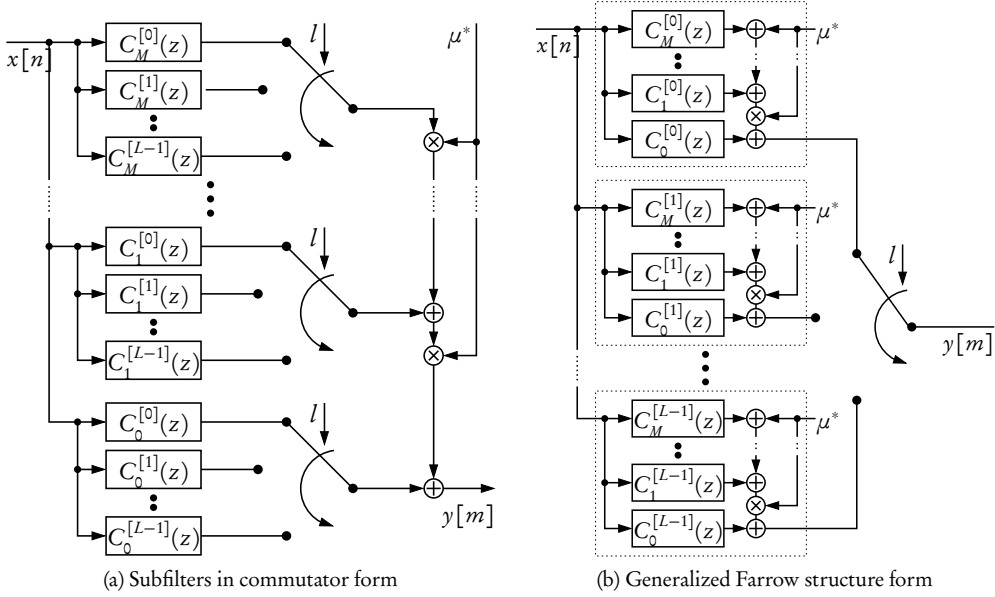 x[n]
C_M^{[0]}(z)
C_M^{[1]}(z)
C_M^{[L-1]}(z)
l
μ*
C_1^{[0]}(z)
C_1^{[1]}(z)
C_1^{[L-1]}(z)
l
C_0^{[0]}(z)
C_0^{[1]}(z)
C_0^{[L-1]}(z)
l
y[m]
(a) Subfilters in commutator form
x[n]
C_M^{[0]}(z)
μ*
C_1^{[0]}(z)
C_0^{[0]}(z)
C_M^{[1]}(z)
μ*
C_1^{[1]}(z)
C_0^{[1]}(z)
l
y[m]
C_M^{[L-1]}(z)
μ*
C_1^{[L-1]}(z)
C_0^{[L-1]}(z)
(b) Generalized Farrow structure form